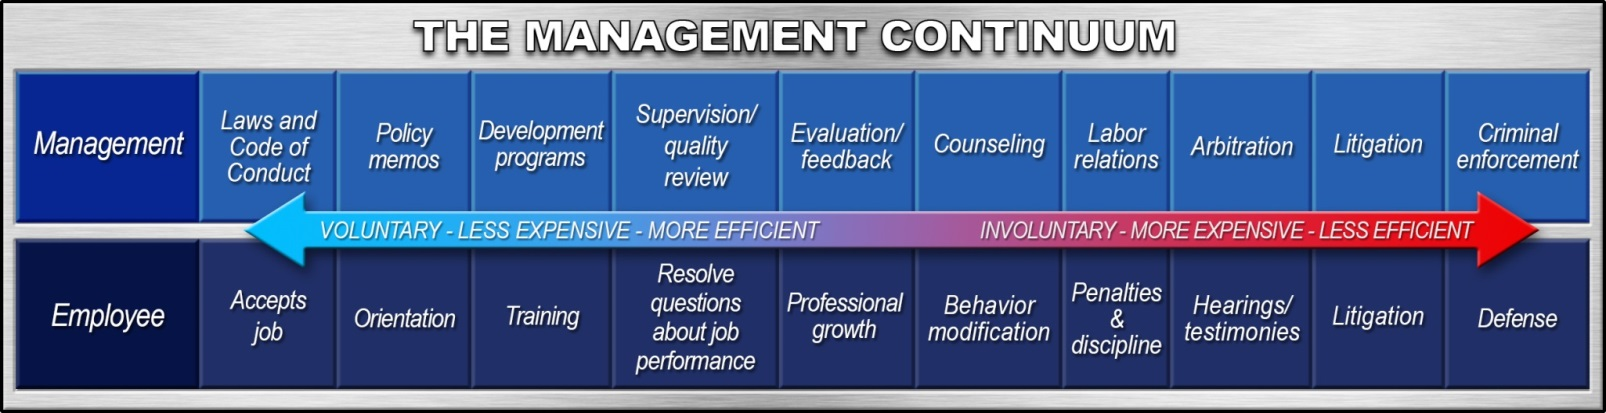 THE MANAGEMENT CONTINUUM
Management
Laws and
Code of
Conduct
Policy
memos
Development
programs
Supervision/
quality
review
Evaluation/
feedback
Counseling
Labor
relations
Arbitration
Litigation
Criminal
enforcement
VOLUNTARY - LESS EXPENSIVE - MORE EFFICIENT
INVOLUNTARY - MORE EXPENSIVE - LESS EFFICIENT
Employee
Accepts
job
Orientation
Training
Resolve
questions
about job
performance
Professional
growth
Behavior
modification
Penalties
&
discipline
Hearings/
testimonies
Litigation
Defense